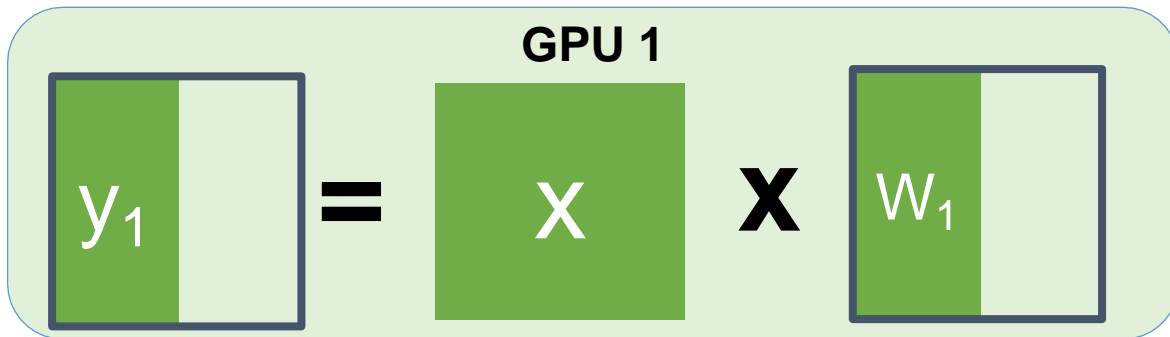 GPU 1
y₁ = x x W₁